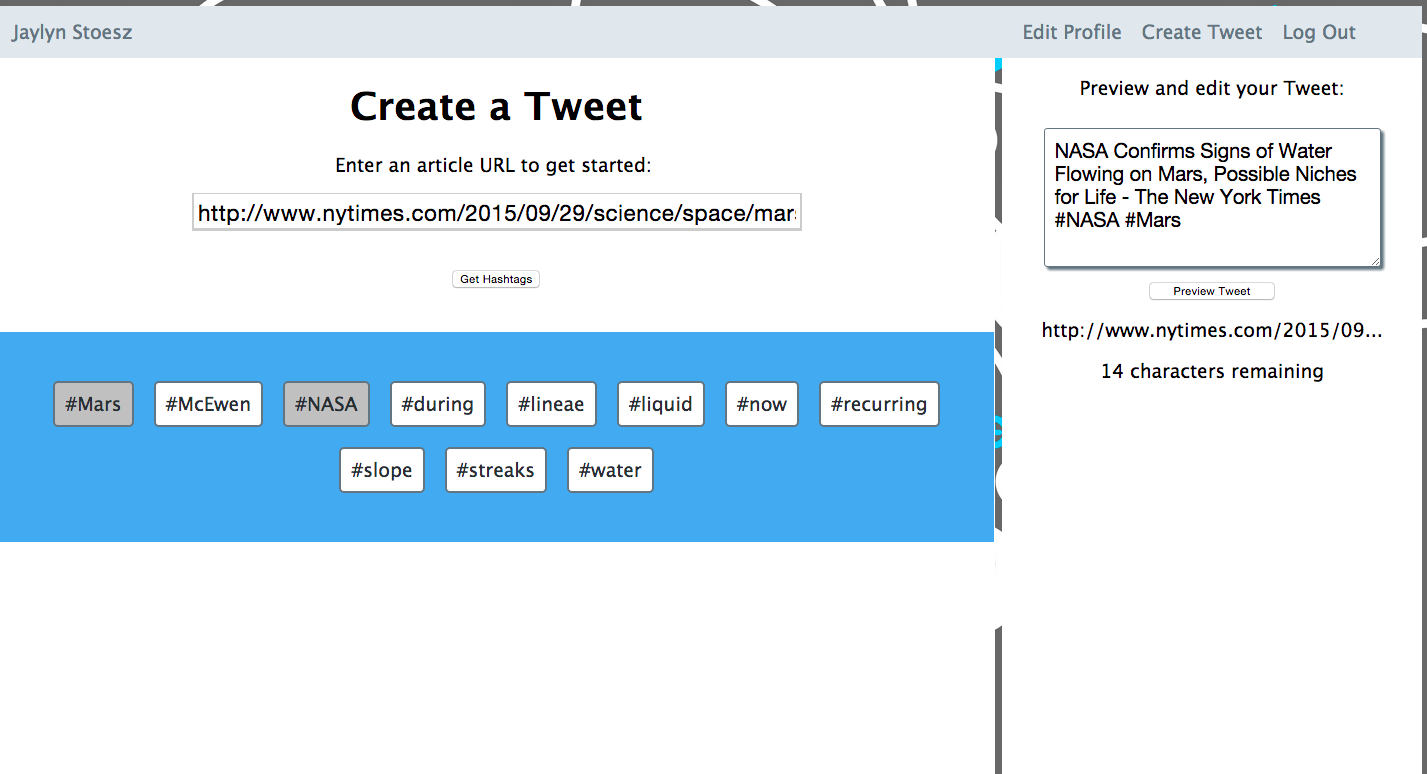 Jaylyn Stoesz
Edit Profile Create Tweet Log Out
Create a Tweet
Enter an article URL to get started:
http://www.nytimes.com/2015/09/29/science/space/mar
Get Hashtags
#Mars #McEwen #NASA #during #lineae #liquid #now #recurring
#slope #streaks #water
Preview and edit your Tweet:
NASA Confirms Signs of Water
Flowing on Mars, Possible Niches
for Life - The New York Times
#NASA #Mars
Preview Tweet
http://www.nytimes.com/2015/09...
14 characters remaining